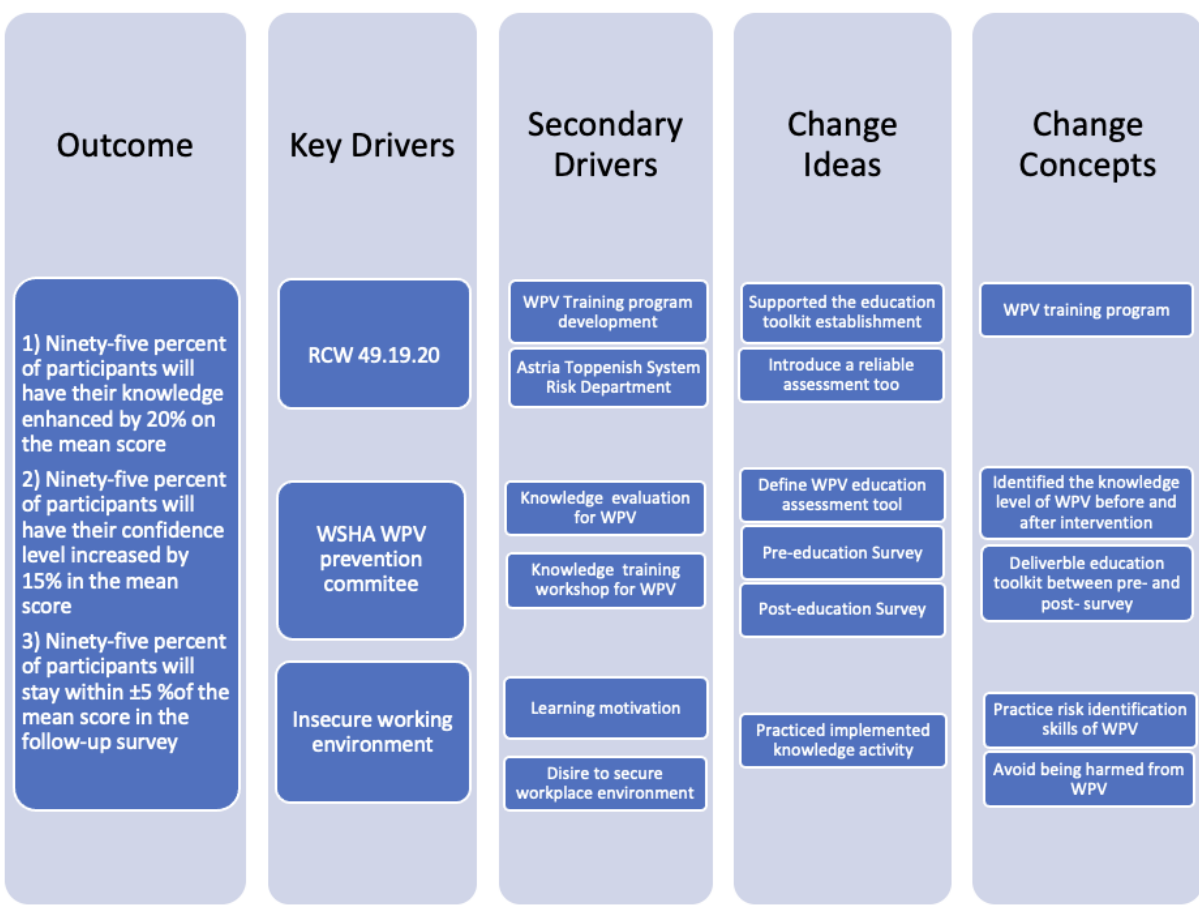 Outcome
1) Ninety-five percent
of participants will
have their knowledge
enhanced by 20% on
the mean score
2) Ninety-five percent
of participants will
have their confidence
level increased by
15% in the mean
score
3) Ninety-five percent
of participants will
stay within ±5 %of the
mean score in the
follow-up survey
Key Drivers
RCW 49.19.20
WSHA WPV
prevention
commitee
Insecure working
environment
Secondary
Drivers
WPV Training program
development
Astria Toppenish System
Risk Department
Knowledge evaluation
for WPV
Knowledge training
workshop for WPV
Learning motivation
Disire to secure
workplace environment
Change
Ideas
Supported the education
toolkit establishment
Introduce a reliable
assessment too
Define WPV education
assessment tool
Pre-education Survey
Post-education Survey
Practiced implemented
knowledge activity
Change
Concepts
WPV training program
Identified the knowledge
level of WPV before and
after intervention
Deliverble education
toolkit between pre- and
post- survey
Practice risk identification
skills of WPV
Avoid being harmed from
WPV